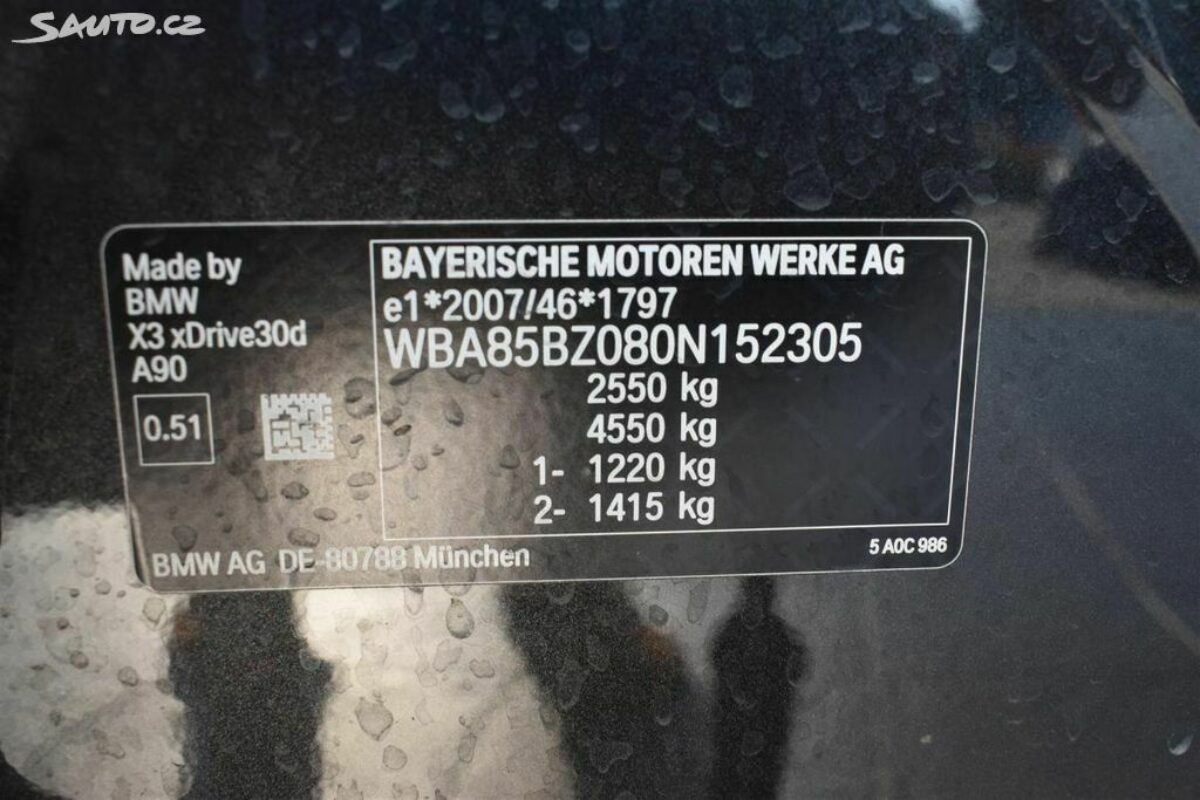 SAUTO.CZ
Made by
BMW
X3 xDrive30d
A90
0.51
BAYERISCHE MOTOREN WERKE AG
e1*2007/46*1797
WBA85BZ080N152305
2550 kg
4550 kg
1- 1220 kg
2- 1415 kg
BMW AG DE-80788 München
5 A0C 986